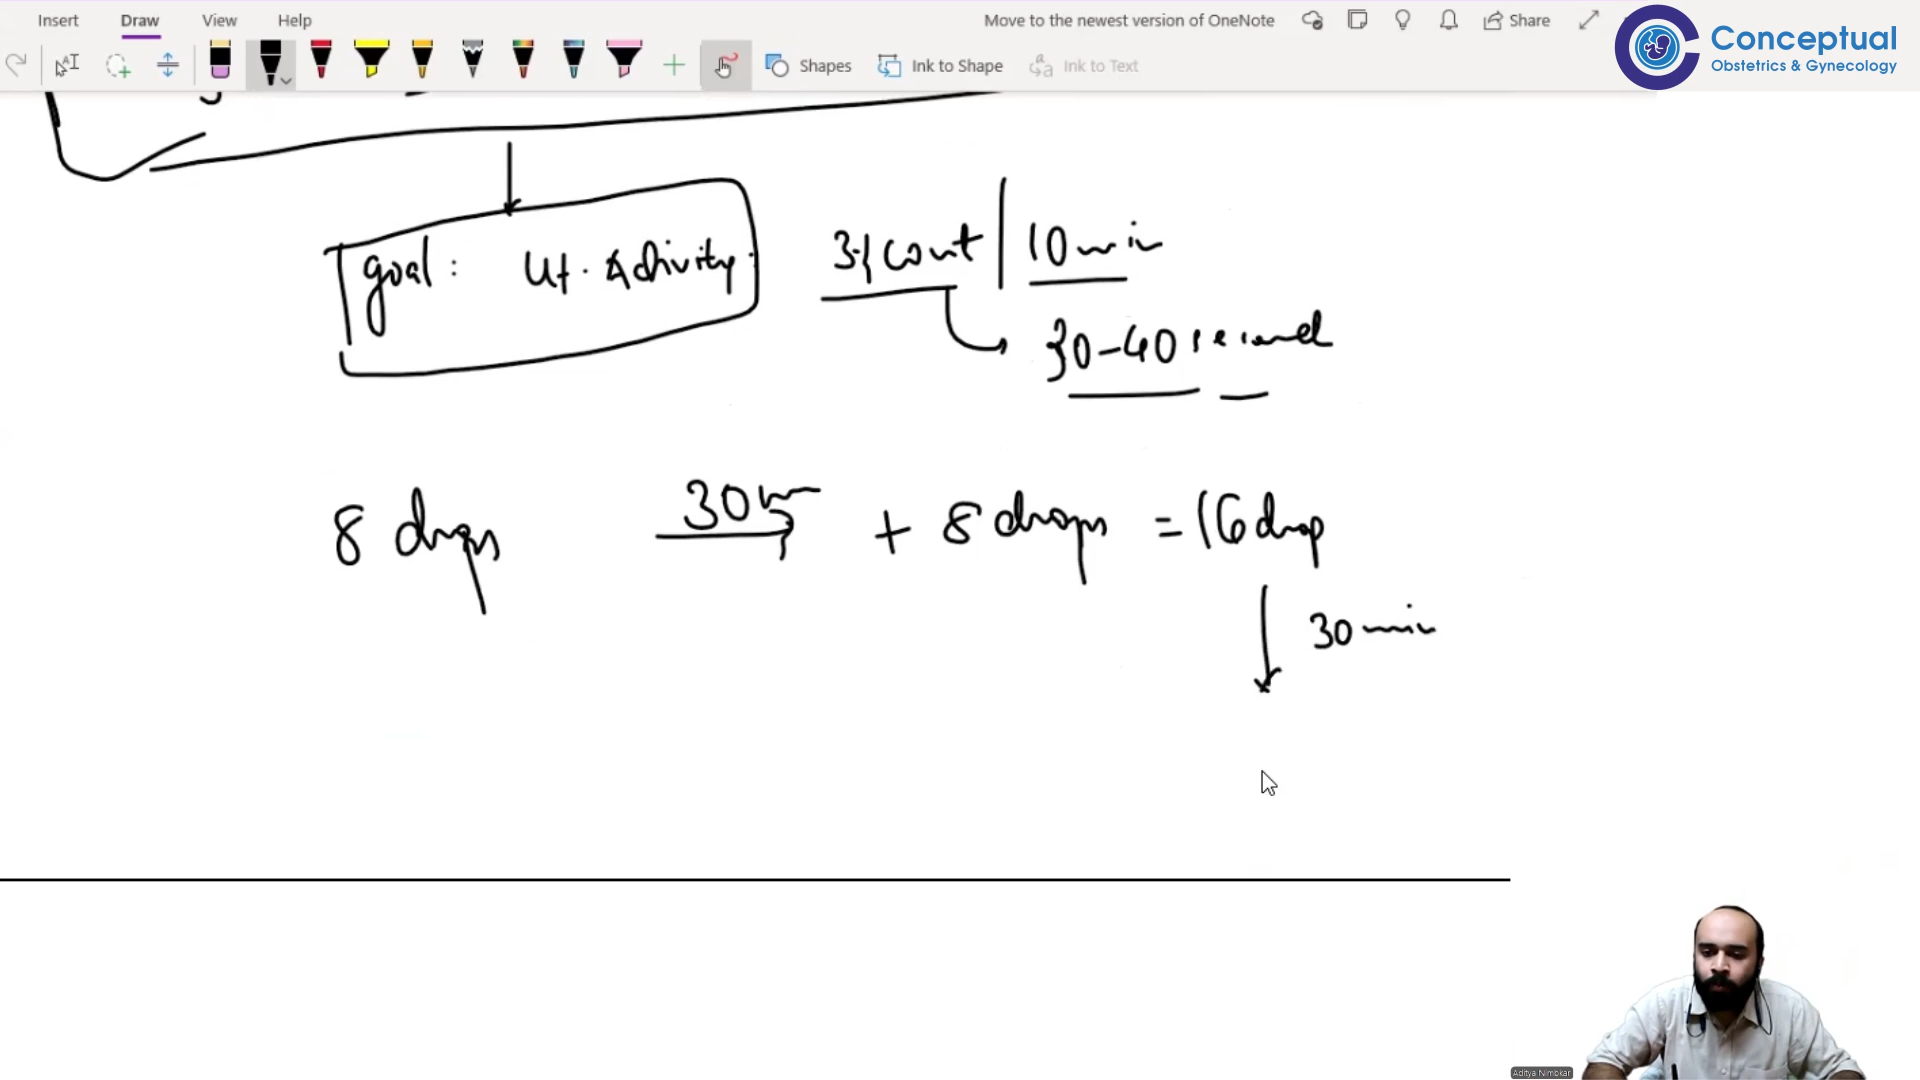 Insert Draw View Help Move to the newest version of OneNote Share
Conceptual
Obstetrics & Gynecology
Shapes Ink to Shape Ink to Text
goal : Ut. Activity. cont | 10 min
30-40 second
8 drops 30 m + 8 drops = 16 drop
30 min
Aditya Nimbkar